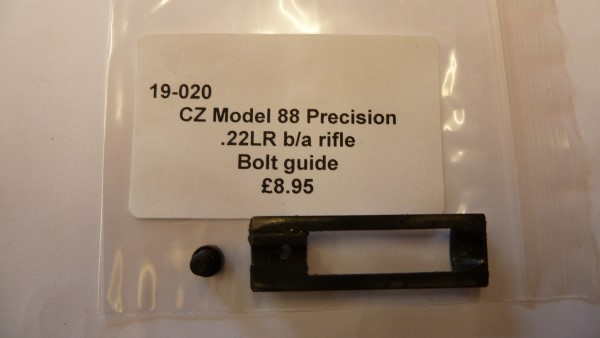 19-020
CZ Model 88 Precision
.22LR b/a rifle
Bolt guide
£8.95